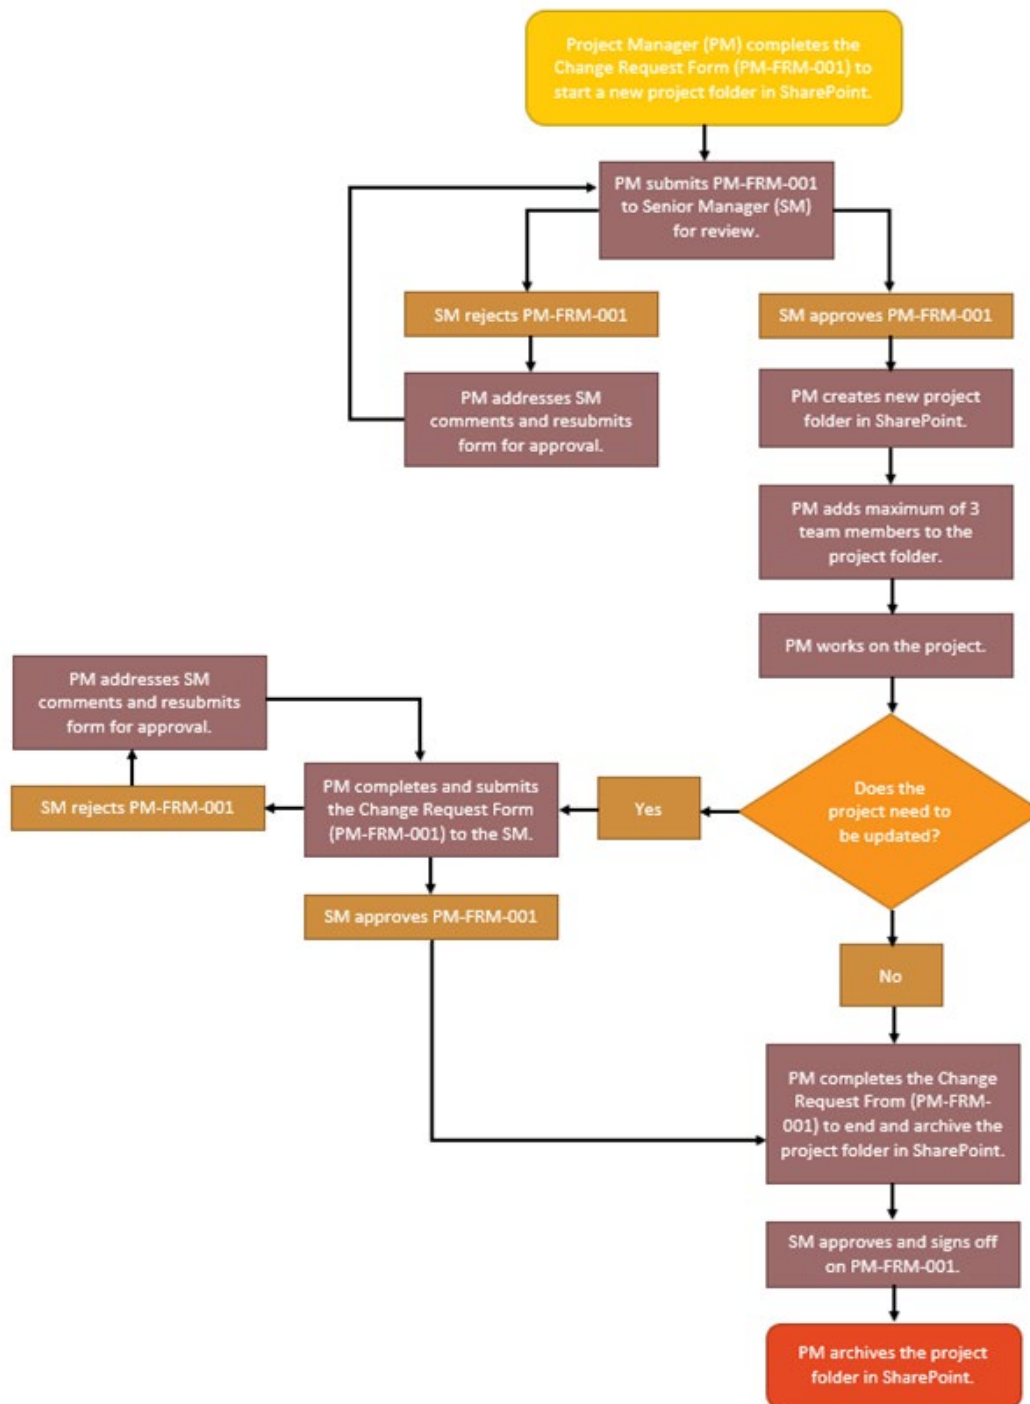 Project Manager (PM) completes the
Change Request Form (PM-FRM-001) to
start a new project folder in SharePoint.
PM submits PM-FRM-001
to Senior Manager (SM)
for review.
SM rejects PM-FRM-001
SM approves PM-FRM-001
PM addresses SM
comments and resubmits
form for approval.
PM creates new project
folder in SharePoint.
PM adds maximum of 3
team members to the
project folder.
PM works on the project.
PM addresses SM
comments and resubmits
form for approval.
SM rejects PM-FRM-001
PM completes and submits
the Change Request Form
(PM-FRM-001) to the SM.
Yes
Does the
project need to
be updated?
SM approves PM-FRM-001
No
PM completes the Change
Request From (PM-FRM-
001) to end and archive the
project folder in SharePoint.
SM approves and signs off
on PM-FRM-001.
PM archives the project
folder in SharePoint.